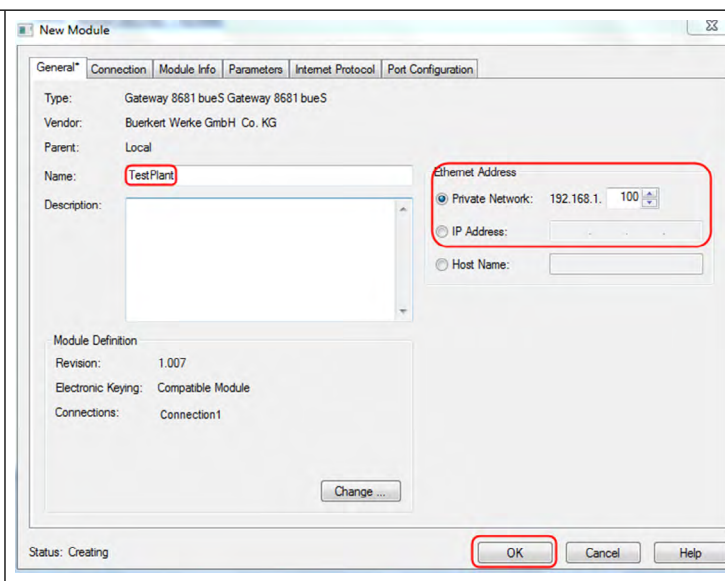 New Module
General* Connection Module Info Parameters Internet Protocol Port Configuration
Type: Gateway 8681 bueS Gateway 8681 bueS
Vendor: Buerkert Werke GmbH Co. KG
Parent: Local
Name: TestPlant
Description:
Ethernet Address
Private Network: 192.168.1. 100
IP Address: . . .
Host Name:
Module Definition
Revision: 1.007
Electronic Keying: Compatible Module
Connections: Connection1
Change ...
Status: Creating
OK Cancel Help